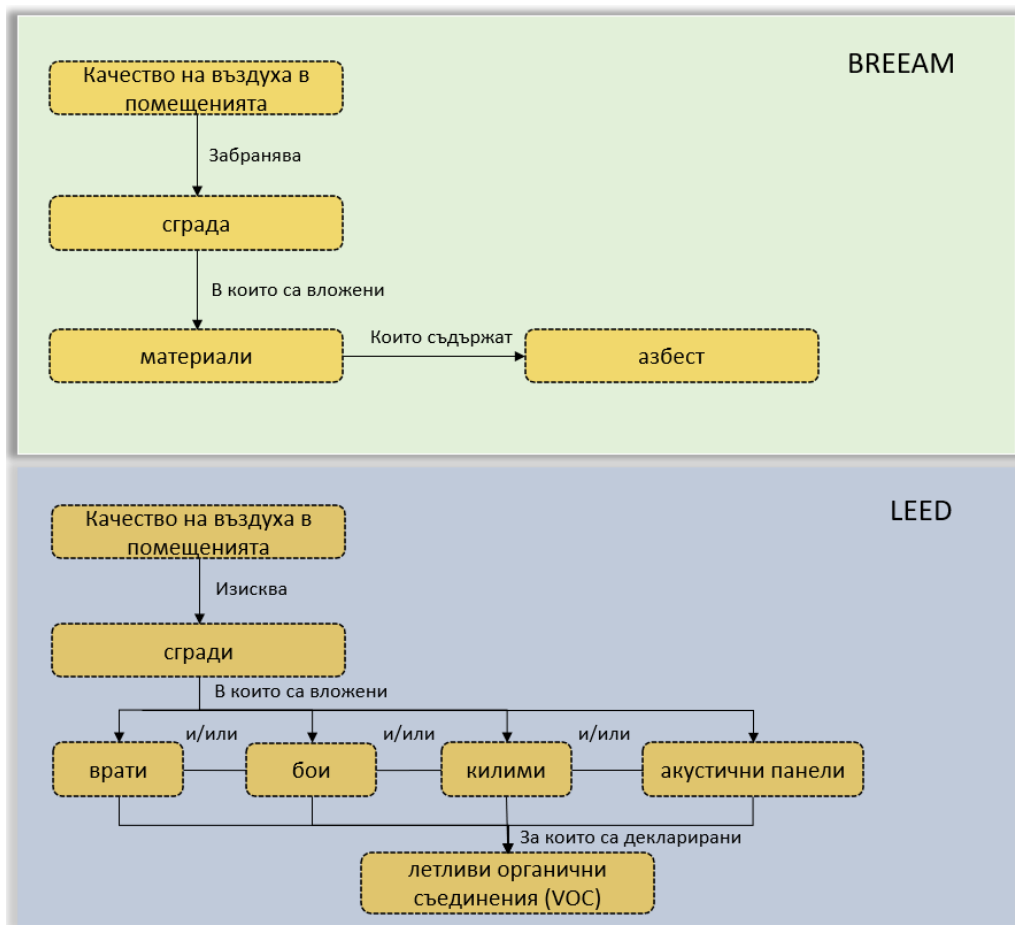 BREEAM
Качество на въздуха в
помещенията
Забранява
сграда
В които са вложени
материали
Които съдържат
азбест
LEED
Качество на въздуха в
помещенията
Изисква
сгради
В които са вложени
и/или
и/или
и/или
врати
бои
килими
акустични панели
За които са декларирани
летливи органични
съединения (VOC)